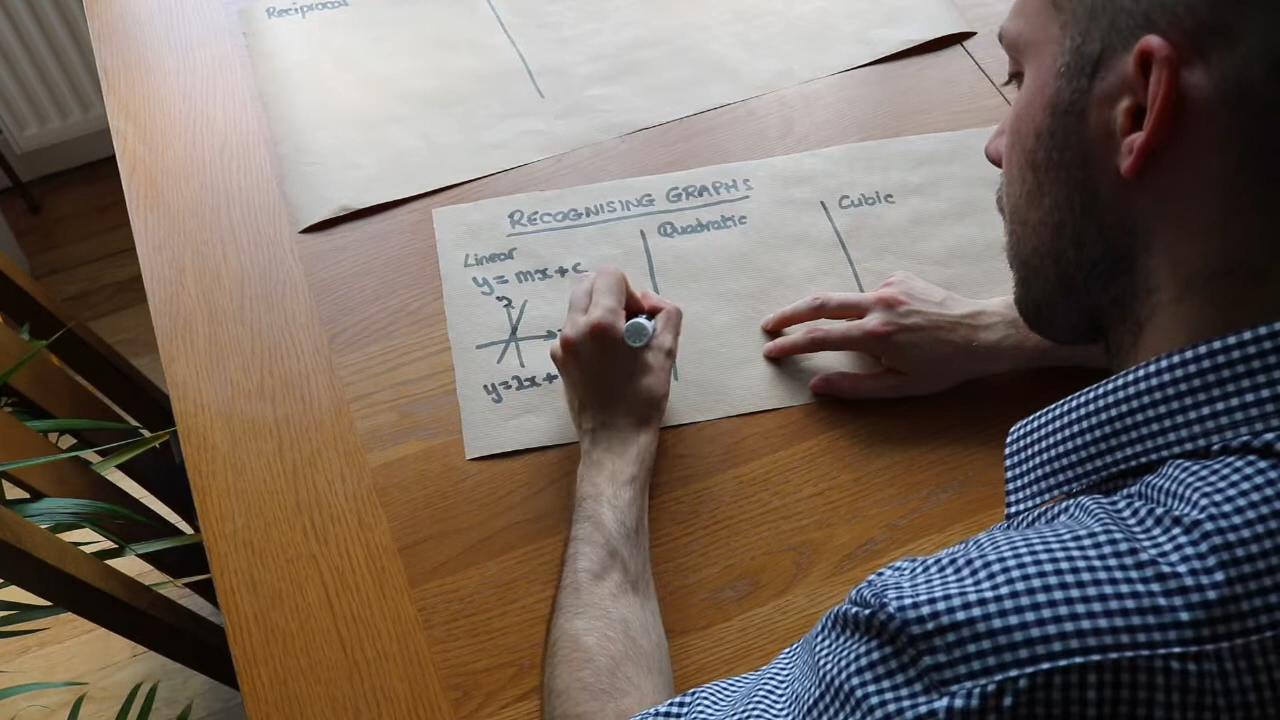 Reciprocal
RECOGNISING GRAPHS
Linear
y = mx + c
y
y=2x+
Quadratic
Cubic